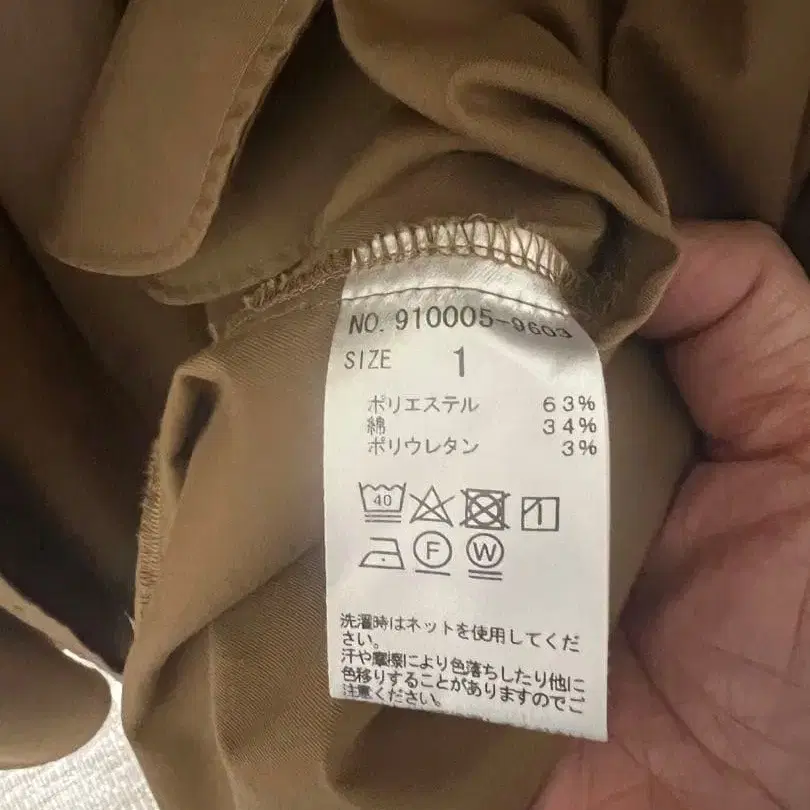 NO. 910005-9603
SIZE 1
ポリエステル 63%
綿 34%
ポリウレタン 3%
40
F W
洗濯時はネットを使用してくだ
さい。
汗や摩擦により色落ちしたり他に
色移りすることがありますのでご
注意ください。